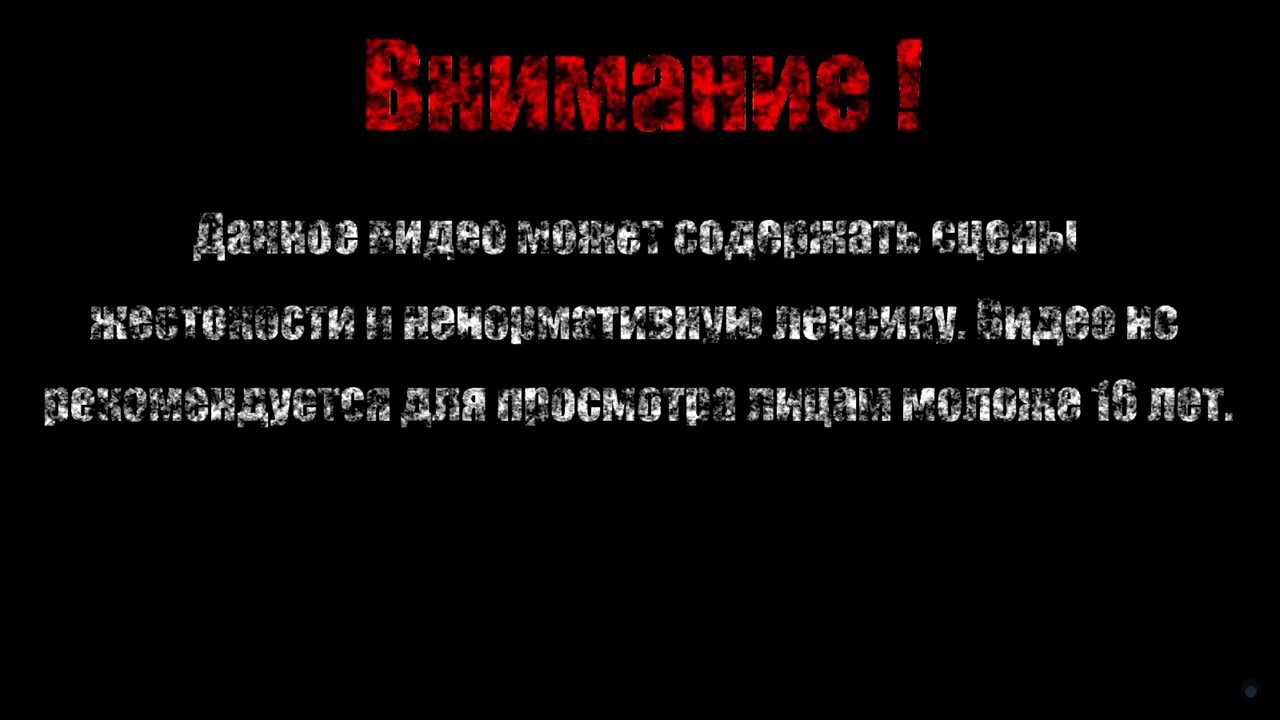 Внимание !
Данное видео может содержать сцены
жестокости и ненормативную лексику. Видео не
рекомендуется для просмотра лицам моложе 16 лет.